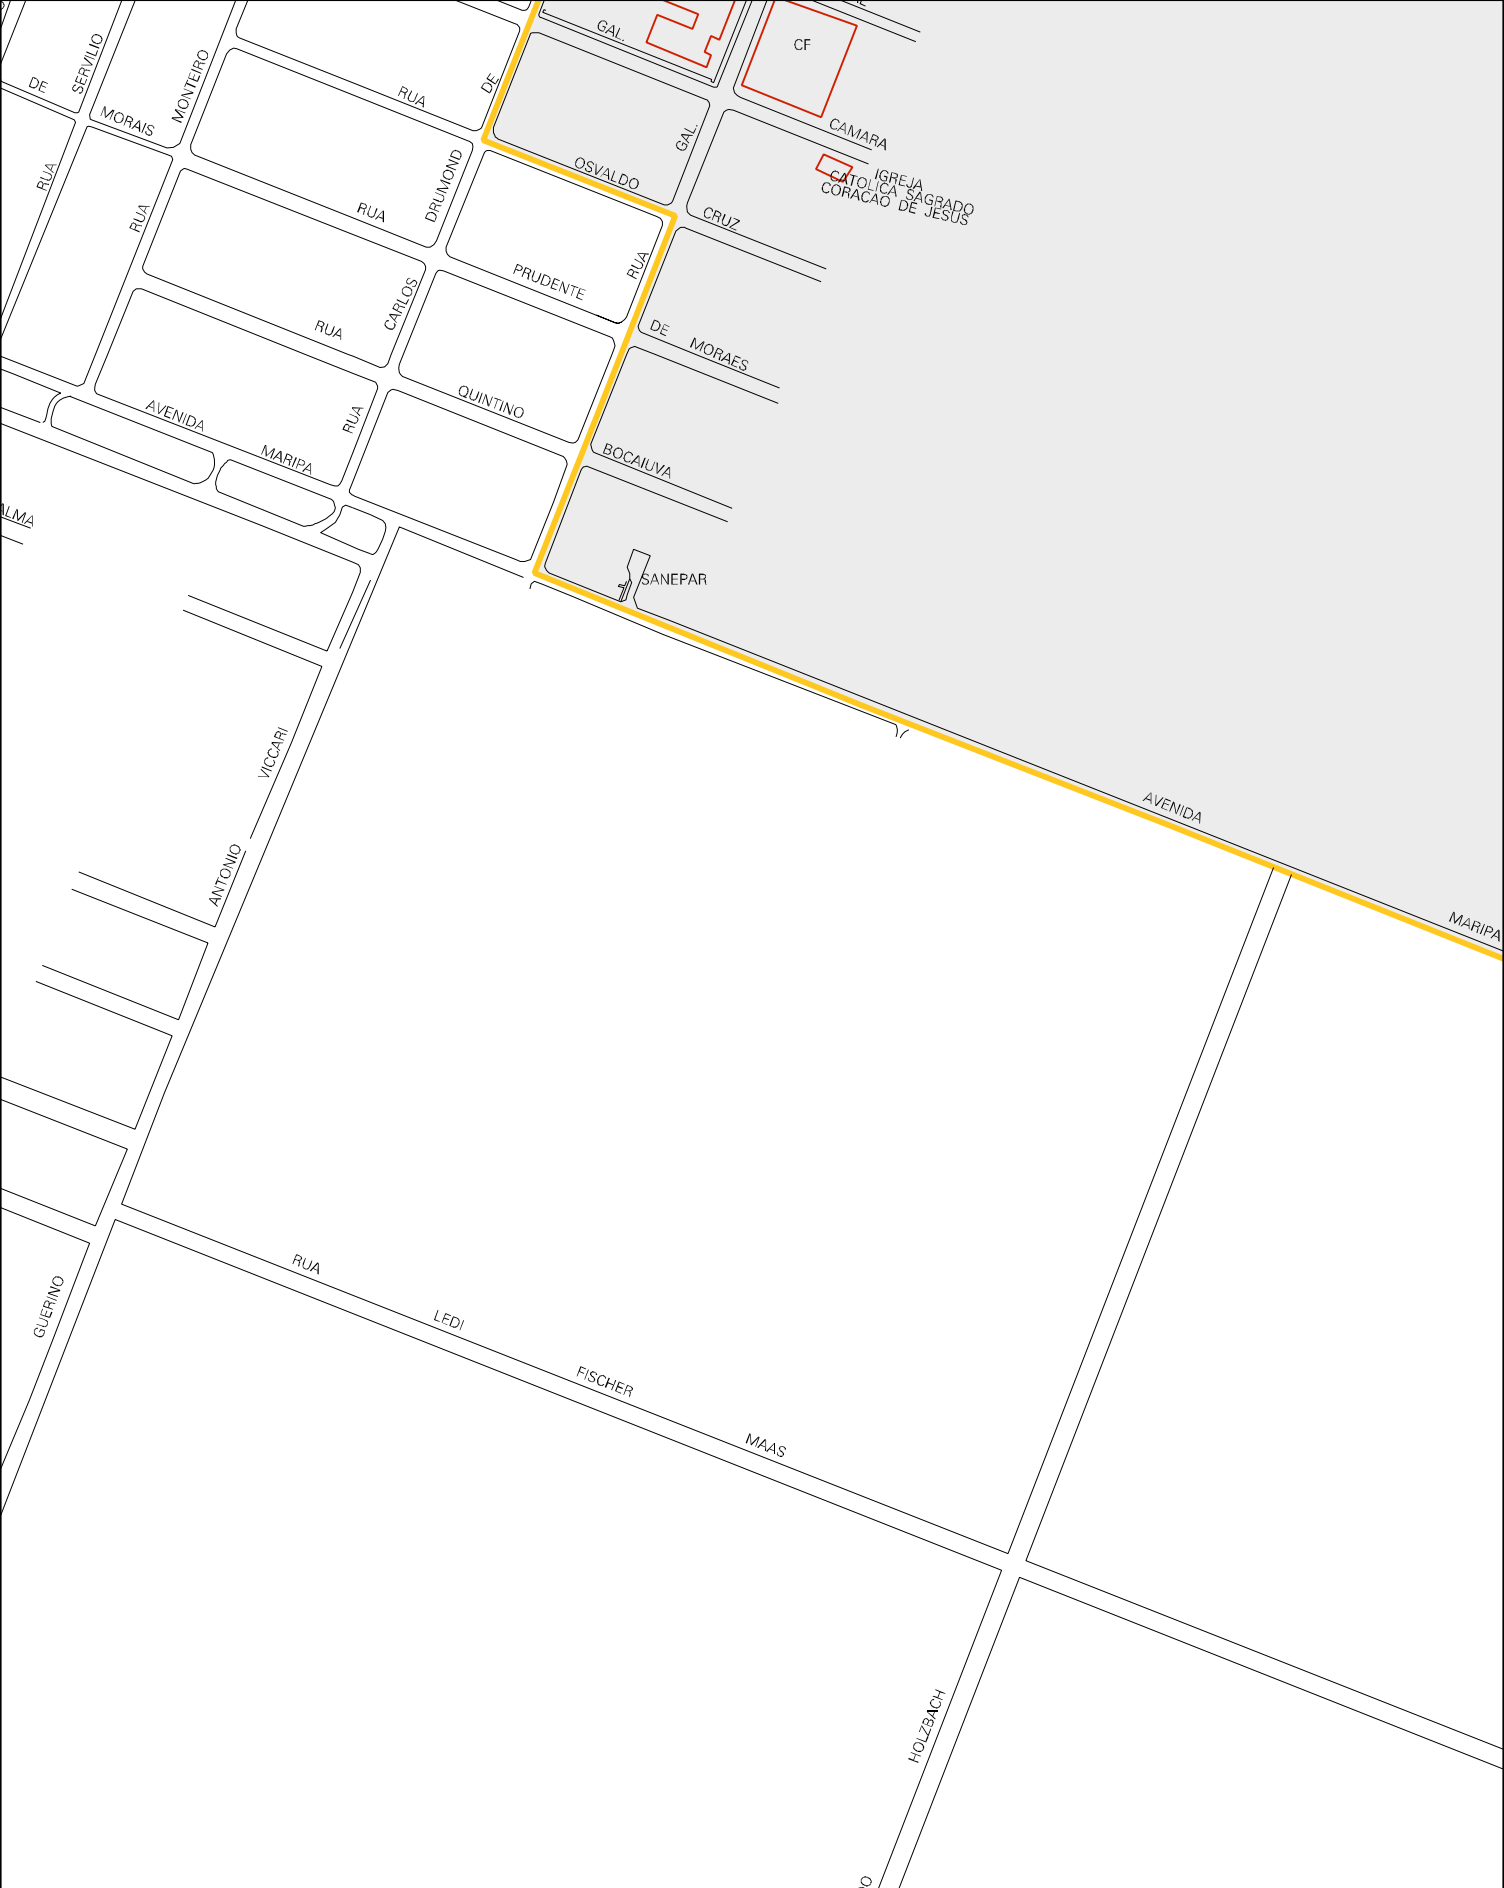 GAL.
CF
SERVILIO
MONTEIRO
DE
DE
RUA
MORAIS
CAMARA
GAL.
IGREJA
CATOLICA SAGRADO
CORACAO DE JESUS
OSVALDO
DRUMOND
RUA
RUA
RUA
CRUZ
RUA
PRUDENTE
CARLOS
RUA
DE
MORAES
AVENIDA
RUA
QUINTINO
MARIPA
BOCAIUVA
ALMA
SANEPAR
VICCARI
AVENIDA
ANTONIO
MARIPA
RUA
GUERINO
LEDI
FISCHER
MAAS
HOLZBACH